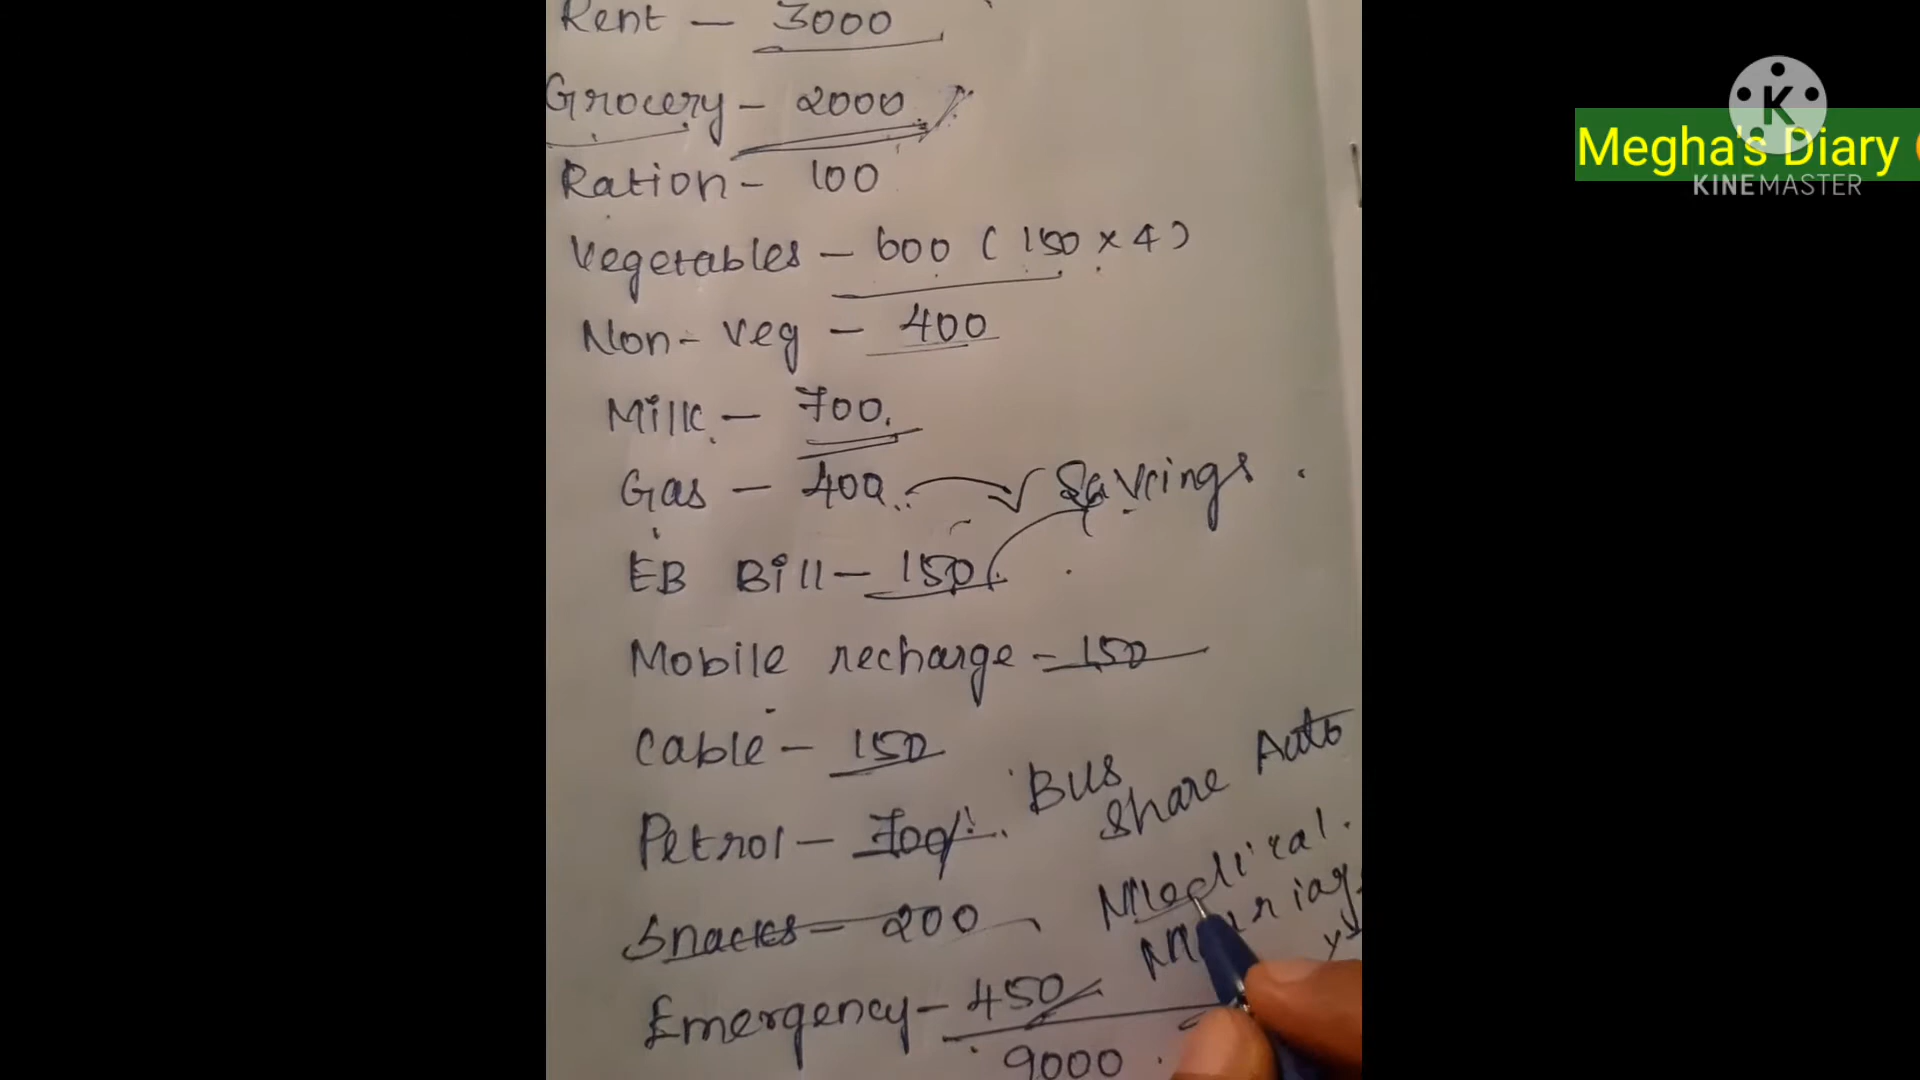 Rent - 3000
Grocery - 2000
Ration - 100
Vegetables - 600 (150 x 4)
Non-veg - 400
Milk - 700.
Gas - 400 Savings
EB Bill - 150
Mobile recharge - 150
Cable - 150
Petrol - 700/-. Bus
Share Auto
Snacks - 200 Medical.
Emergency - 450
9000
Megha's Diary
K
KINEMASTER